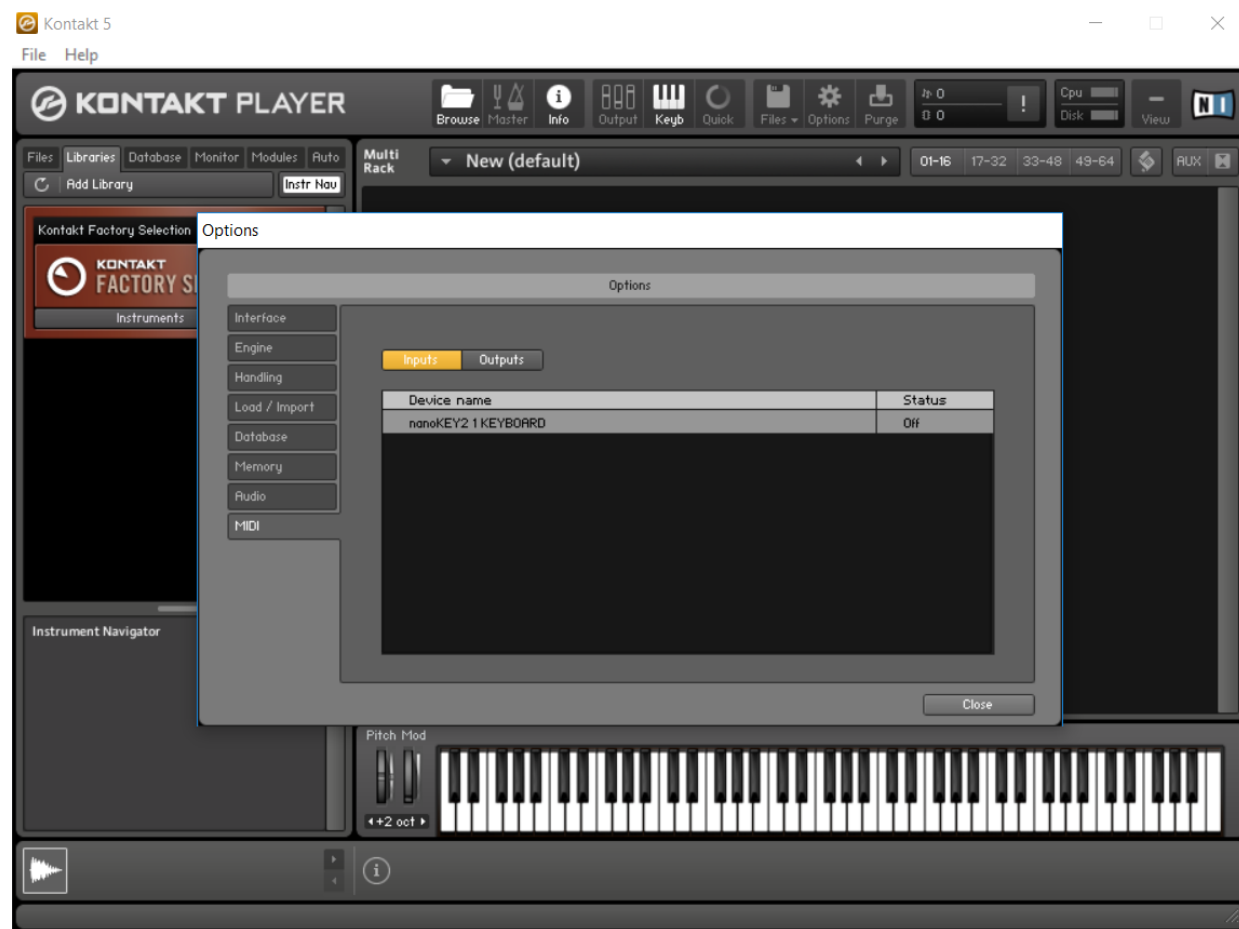 Kontakt 5
File Help
KONTAKT PLAYER
Browse Master Info Output Keyb Quick Files Options Purge
0
0 0
!
Cpu
Disk
View
NI
Files Libraries Database Monitor Modules Auto
Add Library Instr Nav
Multi
Rack
New (default)
01-16 17-32 33-48 49-64
AUX
Kontakt Factory Selection
KONTAKT
FACTORY
Instruments
Options
Options
Interface
Engine
Handling
Load / Import
Database
Memory
Audio
MIDI
Inputs Outputs
Device name Status
nanoKEY2 1 KEYBOARD Off
Close
Instrument Navigator
Pitch Mod
+2 oct
i